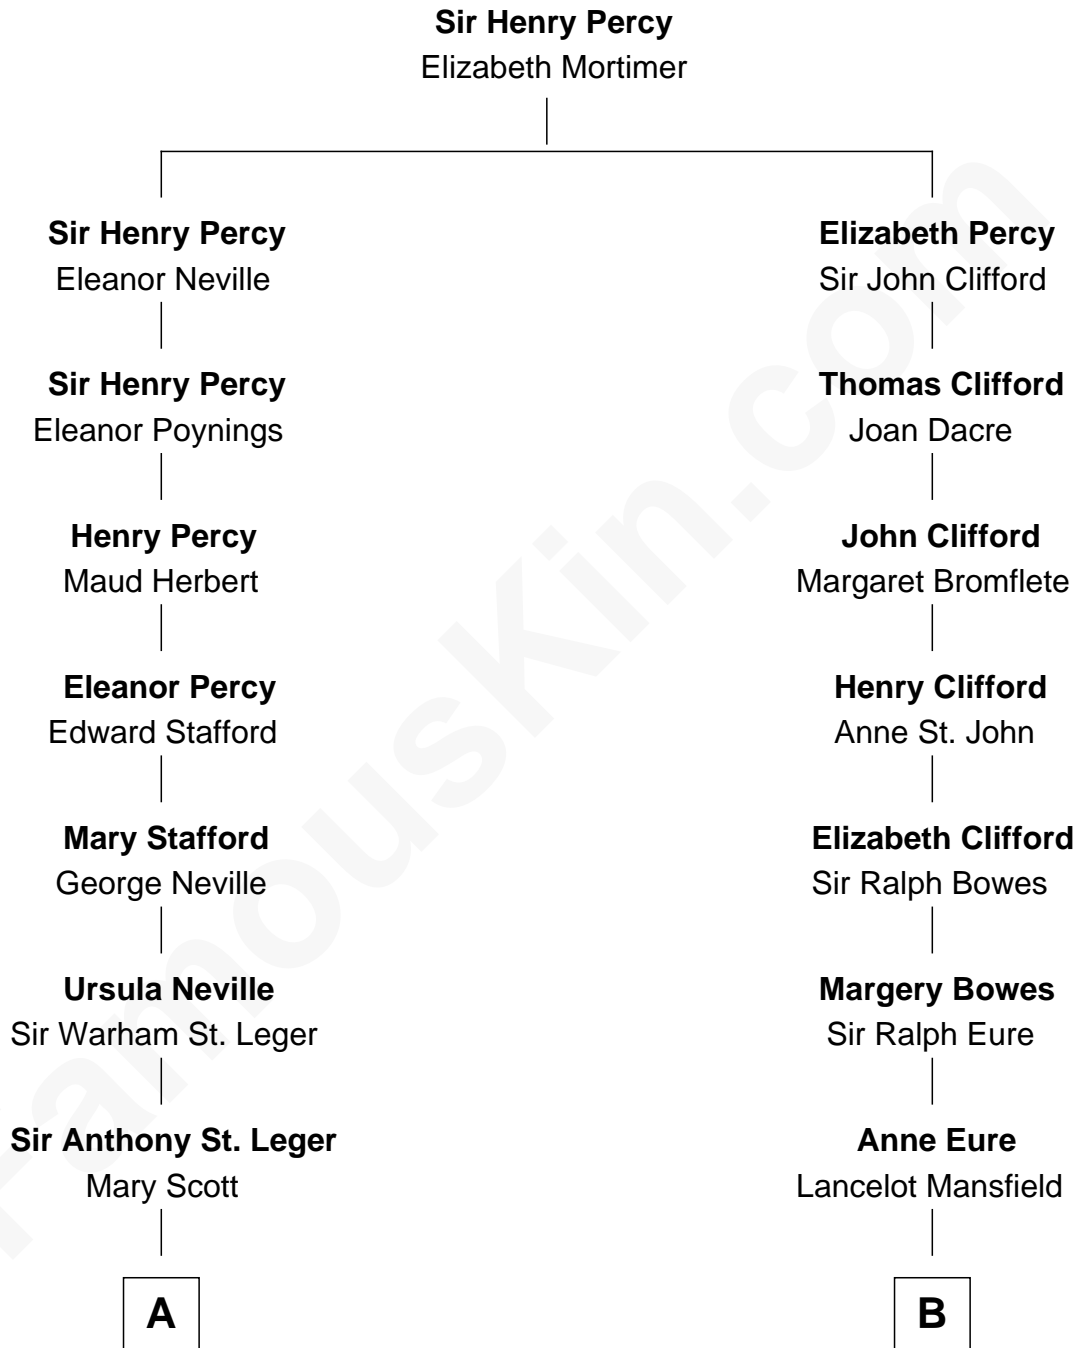 Sir Henry Percy
Elizabeth Mortimer
Sir Henry Percy
Eleanor Neville
Sir Henry Percy
Eleanor Poynings
Henry Percy
Maud Herbert
Eleanor Percy
Edward Stafford
Mary Stafford
George Neville
Ursula Neville
Sir Warham St. Leger
Sir Anthony St. Leger
Mary Scott
A
Elizabeth Percy
Sir John Clifford
Thomas Clifford
Joan Dacre
John Clifford
Margaret Bromflete
Henry Clifford
Anne St. John
Elizabeth Clifford
Sir Ralph Bowes
Margery Bowes
Sir Ralph Eure
Anne Eure
Lancelot Mansfield
B
FamousKin.com